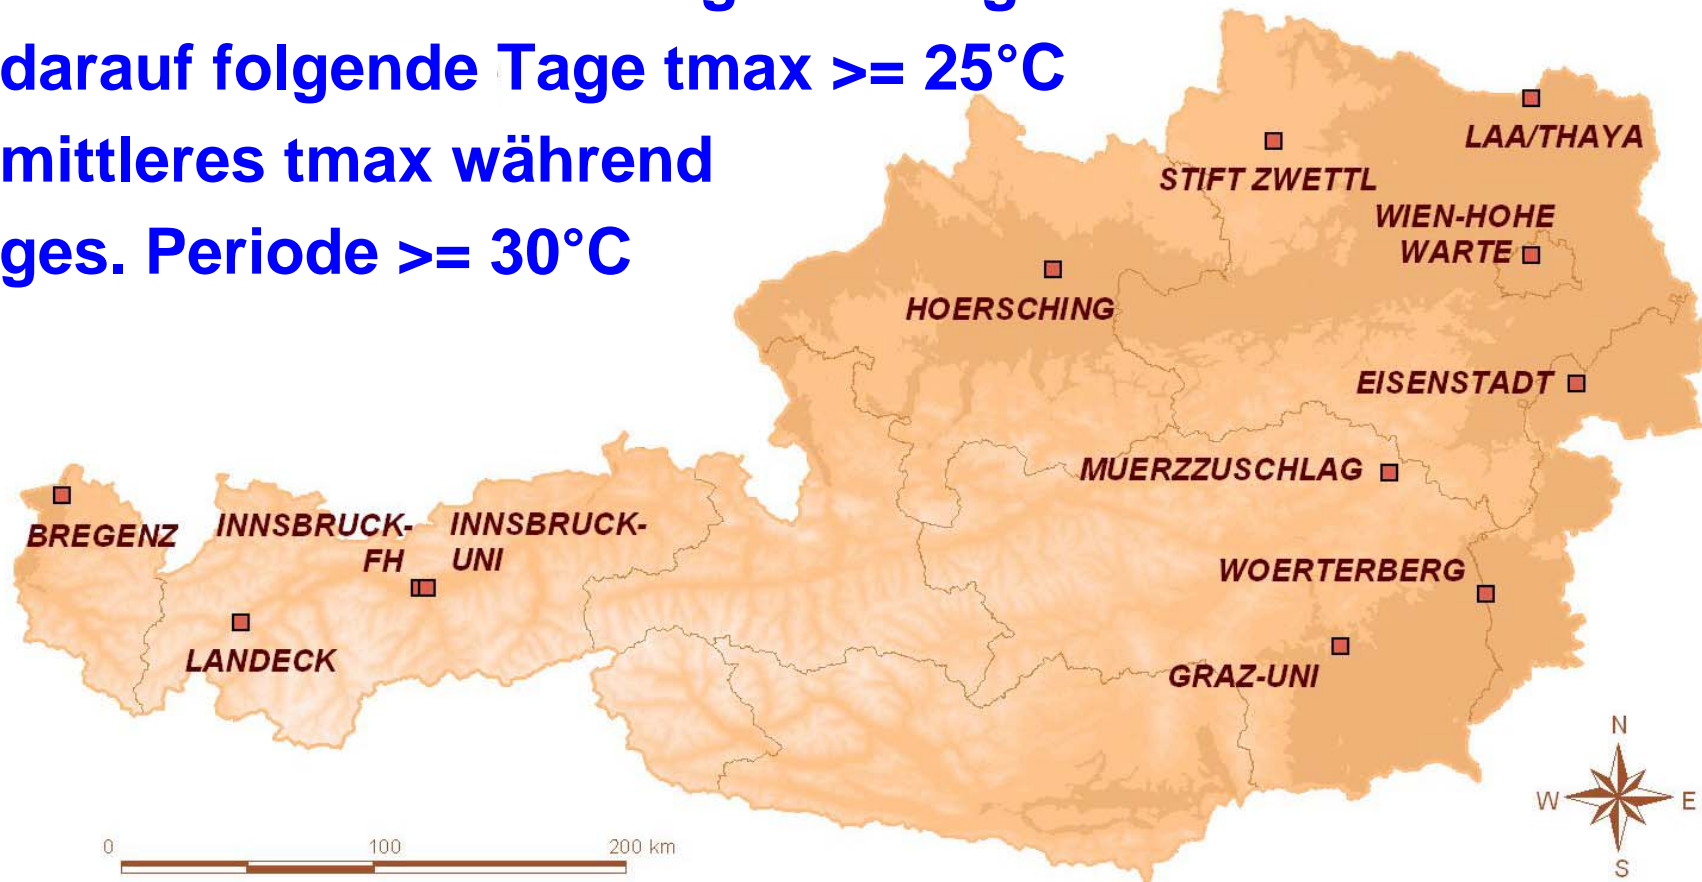 darauf folgende Tage tmax >= 25°C
mittleres tmax während
ges. Periode >= 30°C
LAA/THAYA
STIFT ZWETTL
WIEN-HOHE
WARTE
HOERSCHING
EISENSTADT
MUERZZUSCHLAG
BREGENZ
INNSBRUCK-
FH
INNSBRUCK-
UNI
WOERTERBERG
LANDECK
GRAZ-UNI
N
W
E
S
0 100 200 km